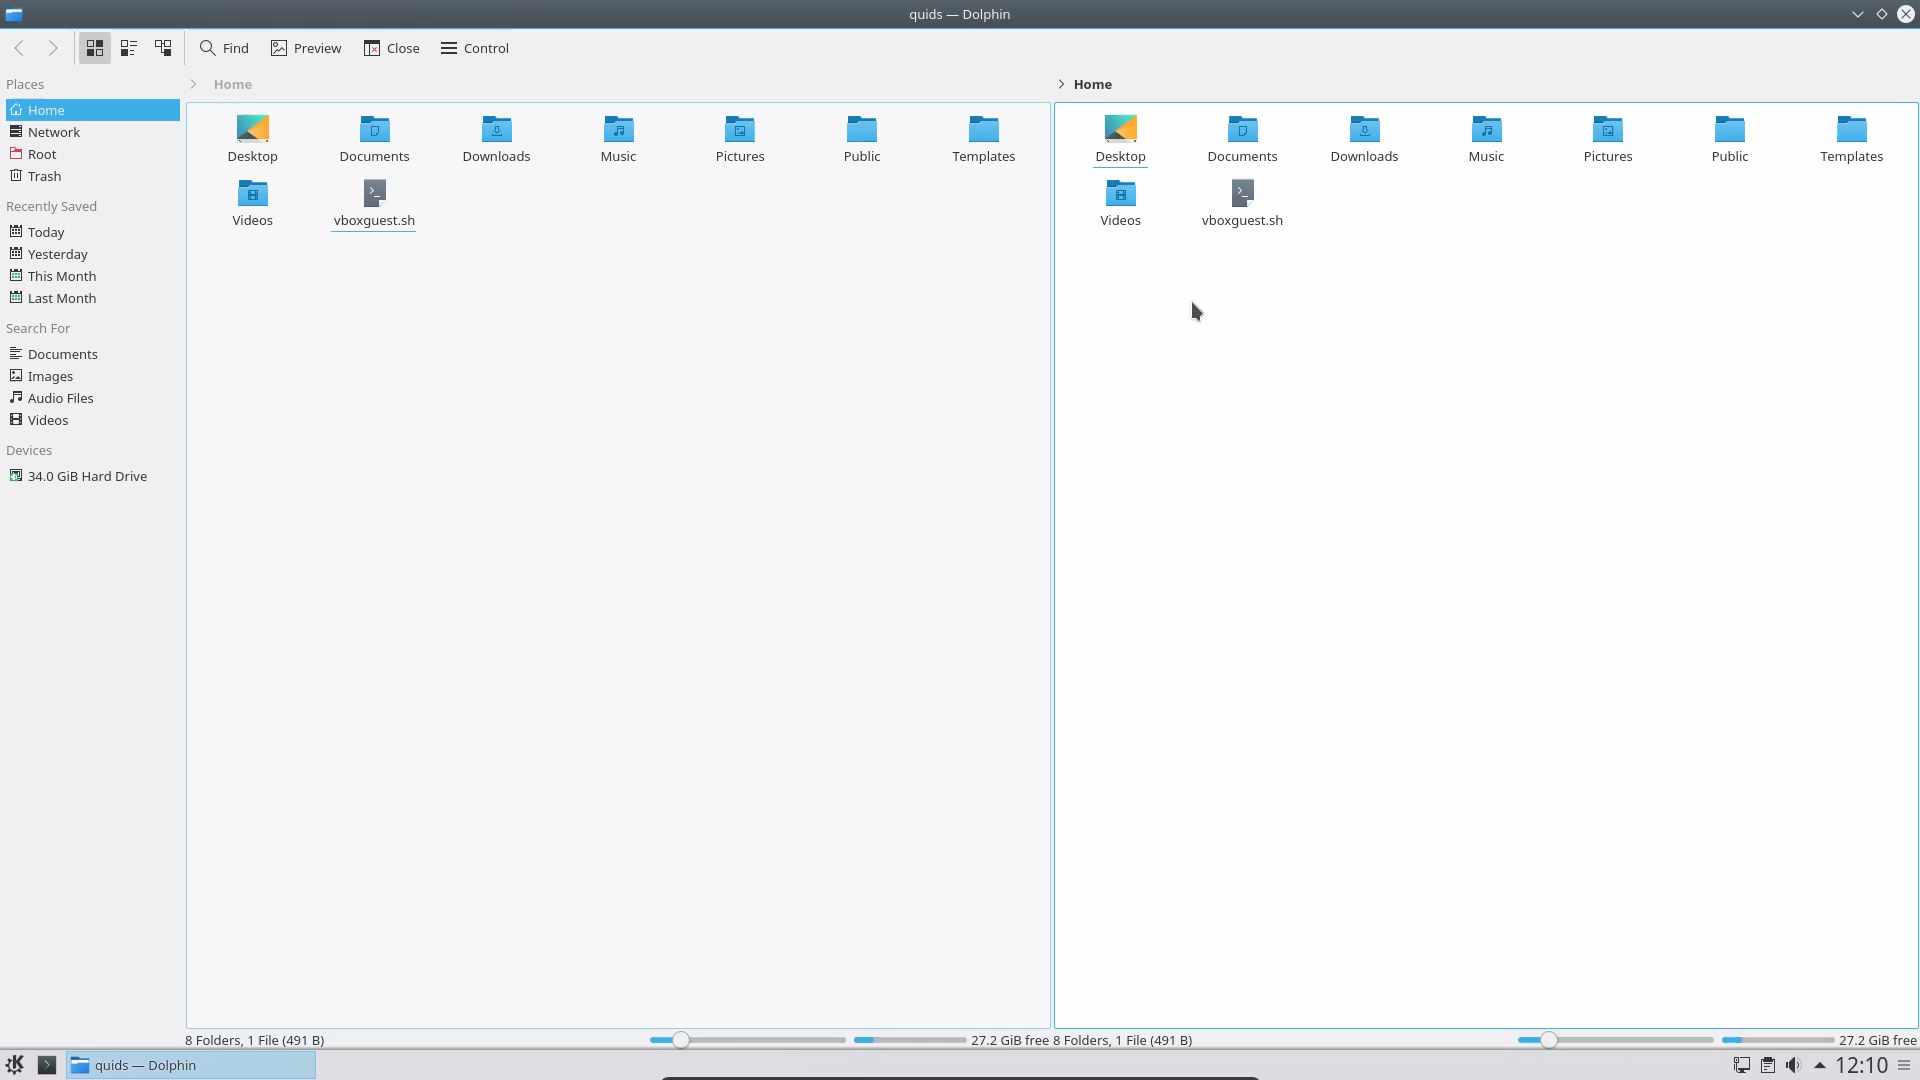 quids — Dolphin
Find Preview Close Control
Places
Home
Network
Root
Trash
Recently Saved
Today
Yesterday
This Month
Last Month
Search For
Documents
Images
Audio Files
Videos
Devices
34.0 GiB Hard Drive
Home
Desktop Documents Downloads Music Pictures Public Templates
Videos vboxguest.sh
8 Folders, 1 File (491 B) 27.2 GiB free
Home
Desktop Documents Downloads Music Pictures Public Templates
Videos vboxguest.sh
8 Folders, 1 File (491 B) 27.2 GiB free
quids — Dolphin
12:10